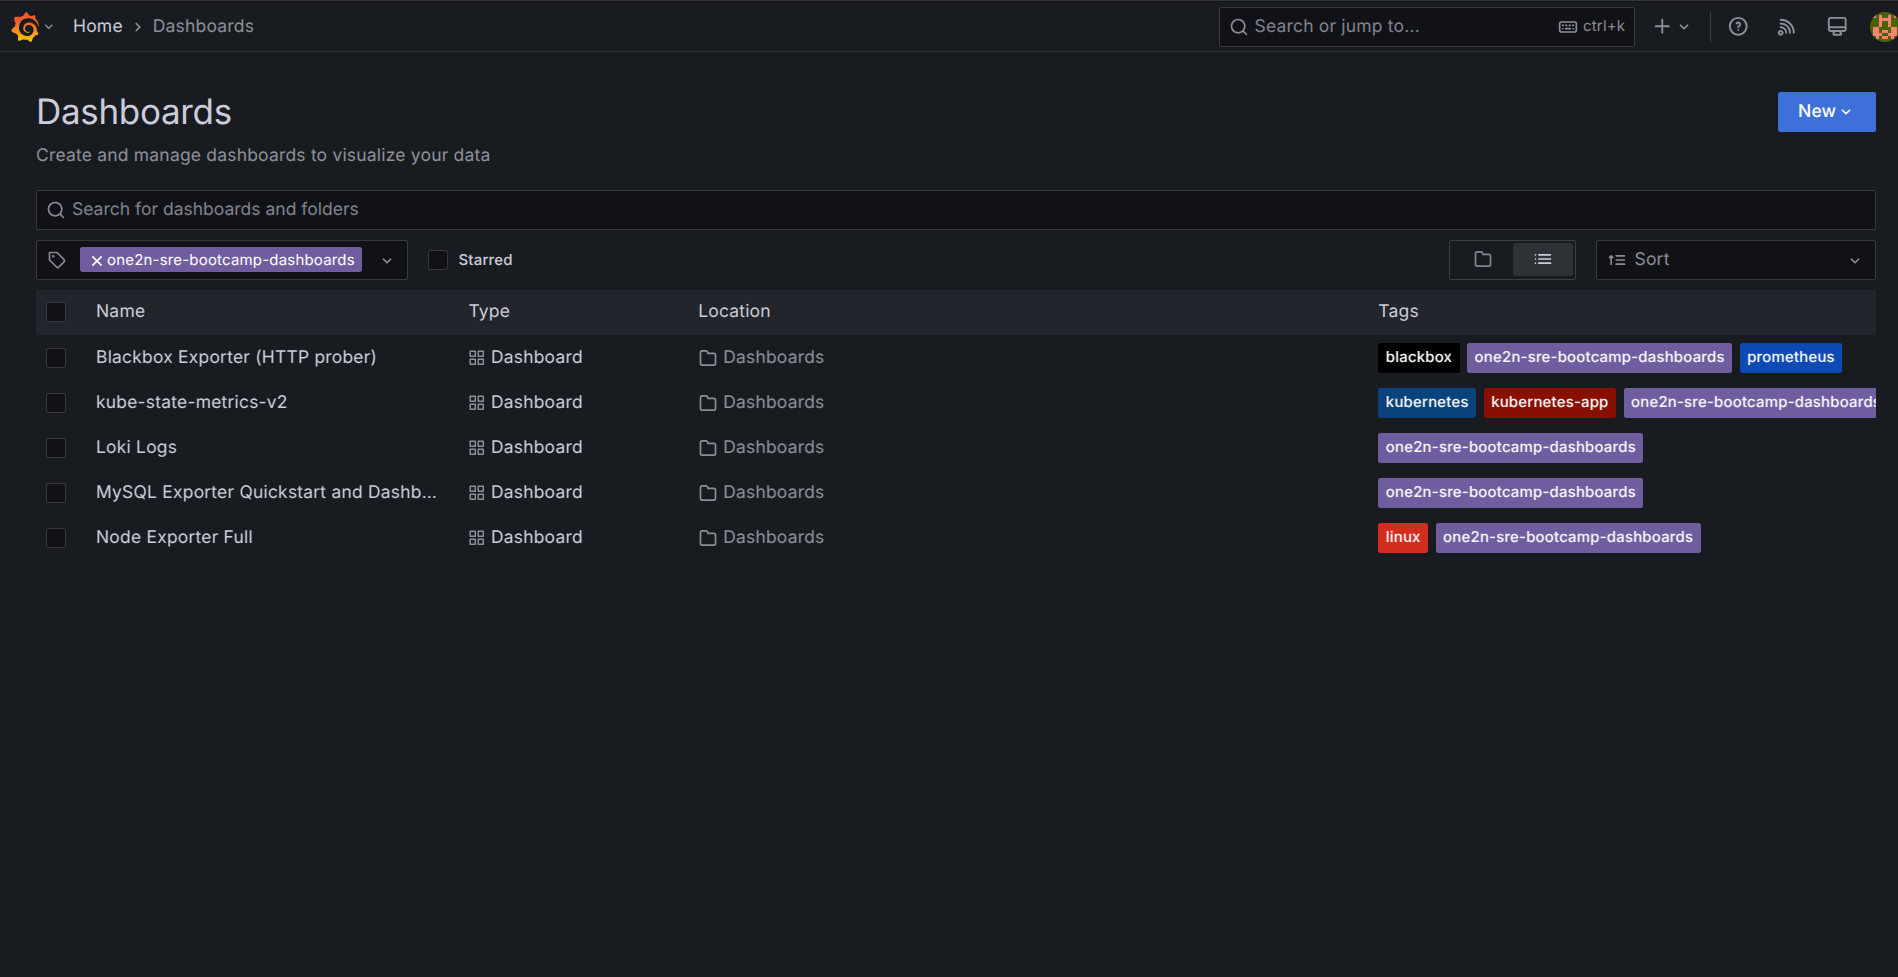 Home › Dashboards
Search or jump to... ctrl+k
Dashboards
New
Create and manage dashboards to visualize your data
Search for dashboards and folders
one2n-sre-bootcamp-dashboards Starred Sort
Name Type Location Tags
Blackbox Exporter (HTTP prober) Dashboard Dashboards blackbox one2n-sre-bootcamp-dashboards prometheus
kube-state-metrics-v2 Dashboard Dashboards kubernetes kubernetes-app one2n-sre-bootcamp-dashboards
Loki Logs Dashboard Dashboards one2n-sre-bootcamp-dashboards
MySQL Exporter Quickstart and Dashb... Dashboard Dashboards one2n-sre-bootcamp-dashboards
Node Exporter Full Dashboard Dashboards linux one2n-sre-bootcamp-dashboards